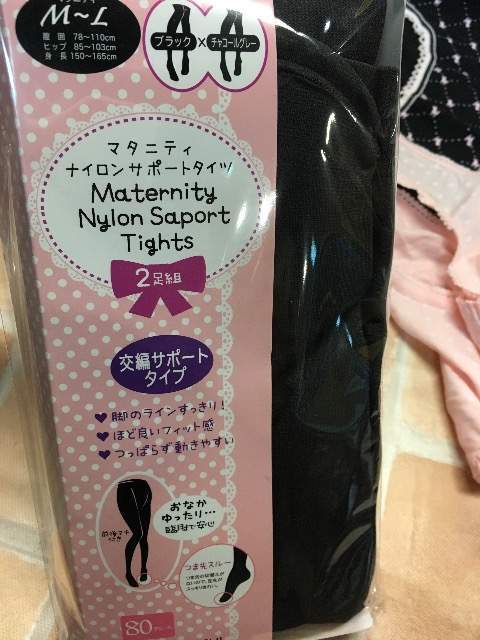 M~L
腹 囲 78~110cm
ヒップ 85~103cm
身 長 150~165cm
ブラック×チャコールグレー
マタニティ
ナイロンサポートタイツ
Maternity
Nylon Saport
Tights
2足組
交編サポート
タイプ
脚のラインすっきり!
ほど良いフィット感
つっぱらず動きやすい
おなか
ゆったり…
つま先スルー
80